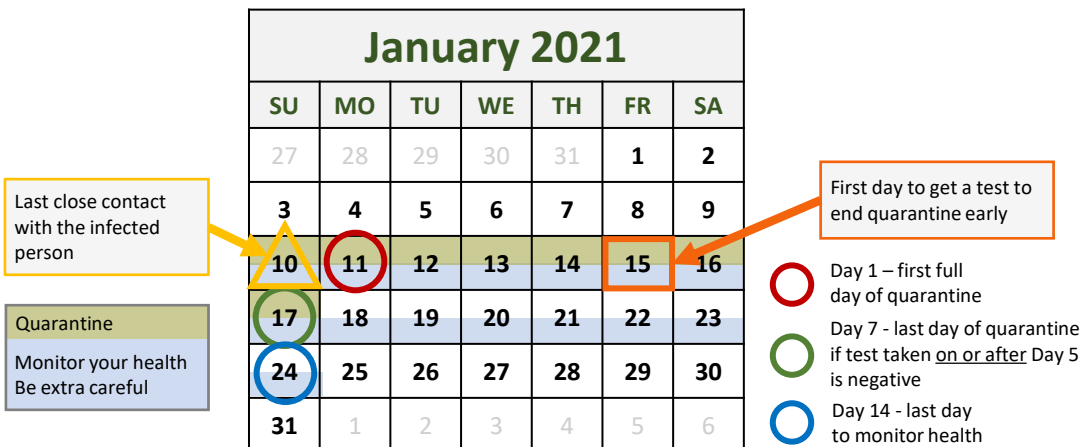 January 2021
SU MO TU WE TH FR SA
27 28 29 30 31 1 2
3 4 5 6 7 8 9
10 11 12 13 14 15 16
17 18 19 20 21 22 23
24 25 26 27 28 29 30
31 1 2 3 4 5 6
Last close contact
with the infected
person
Quarantine
Monitor your health
Be extra careful
First day to get a test to
end quarantine early
Day 1 – first full
day of quarantine
Day 7 - last day of quarantine
if test taken on or after Day 5
is negative
Day 14 - last day
to monitor health